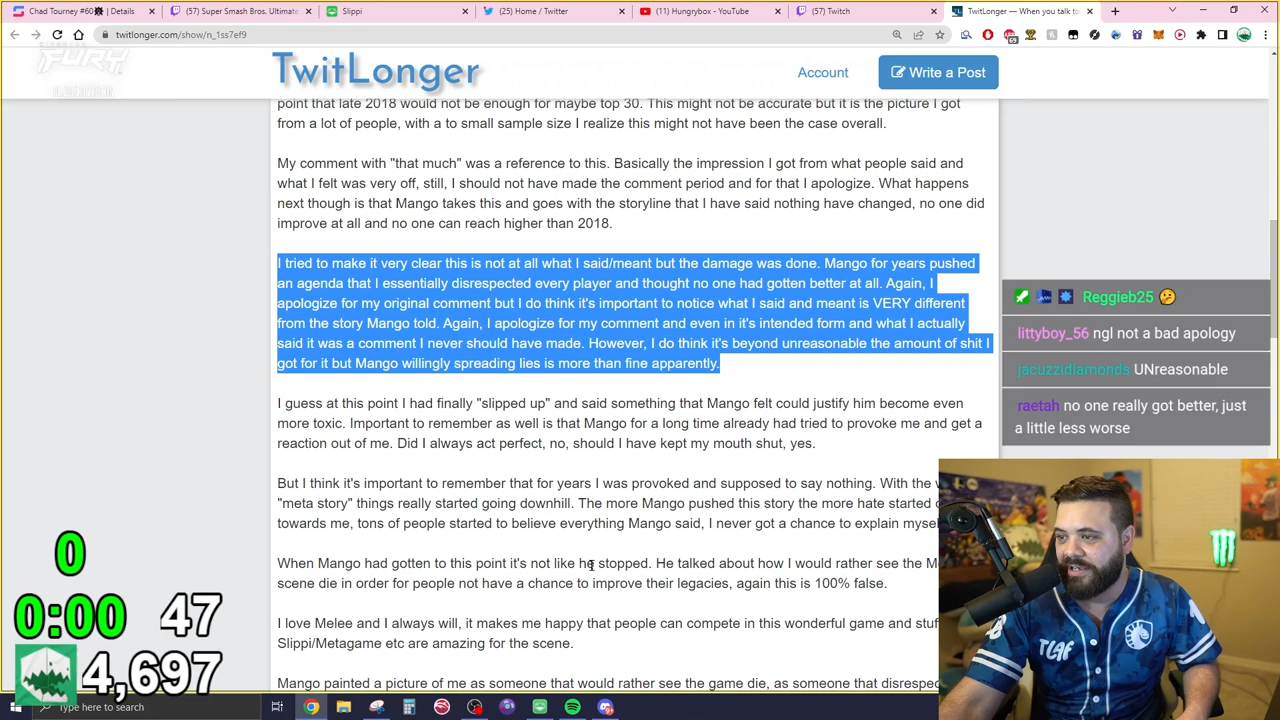 Chad Tourney #60 | Details
(57) Super Smash Bros. Ultimat
Slippi
(25) Home / Twitter
(11) Hungrybox - YouTube
(57) Twitch
TwitLonger — When you talk to
twitlonger.com/show/n_1ss7ef9
69
FURY
TwitLonger
Account
Write a Post
point that late 2018 would not be enough for maybe top 30. This might not be accurate but it is the picture I got
from a lot of people, with a to small sample size I realize this might not have been the case overall.
My comment with "that much" was a reference to this. Basically the impression I got from what people said and
what I felt was very off, still, I should not have made the comment period and for that I apologize. What happens
next though is that Mango takes this and goes with the storyline that I have said nothing have changed, no one did
improve at all and no one can reach higher than 2018.
I tried to make it very clear this is not at all what I said/meant but the damage was done. Mango for years pushed
an agenda that I essentially disrespected every player and thought no one had gotten better at all. Again, I
apologize for my original comment but I do think it's important to notice what I said and meant is VERY different
from the story Mango told. Again, I apologize for my comment and even in it's intended form and what I actually
said it was a comment I never should have made. However, I do think it's beyond unreasonable the amount of shit I
got for it but Mango willingly spreading lies is more than fine apparently.
I guess at this point I had finally "slipped up" and said something that Mango felt could justify him become even
more toxic. Important to remember as well is that Mango for a long time already had tried to provoke me and get a
reaction out of me. Did I always act perfect, no, should I have kept my mouth shut, yes.
But I think it's important to remember that for years I was provoked and supposed to say nothing. With the
"meta story" things really started going downhill. The more Mango pushed this story the more hate started
towards me, tons of people started to believe everything Mango said, I never got a chance to explain
When Mango had gotten to this point it's not like he stopped. He talked about how I would rather see the
scene die in order for people not have a chance to improve their legacies, again this is 100% false.
I love Melee and I always will, it makes me happy that people can compete in this wonderful game and
Slippi/Metagame etc are amazing for the scene.
Mango painted a picture of me as someone that would rather see the game die, as someone that
Reggieb25
littyboy_56 ngl not a bad apology
jacuzzidiamonds UNreasonable
raetah no one really got better, just
a little less worse
0
0:00 47
4,697
TLAF
Type here to search